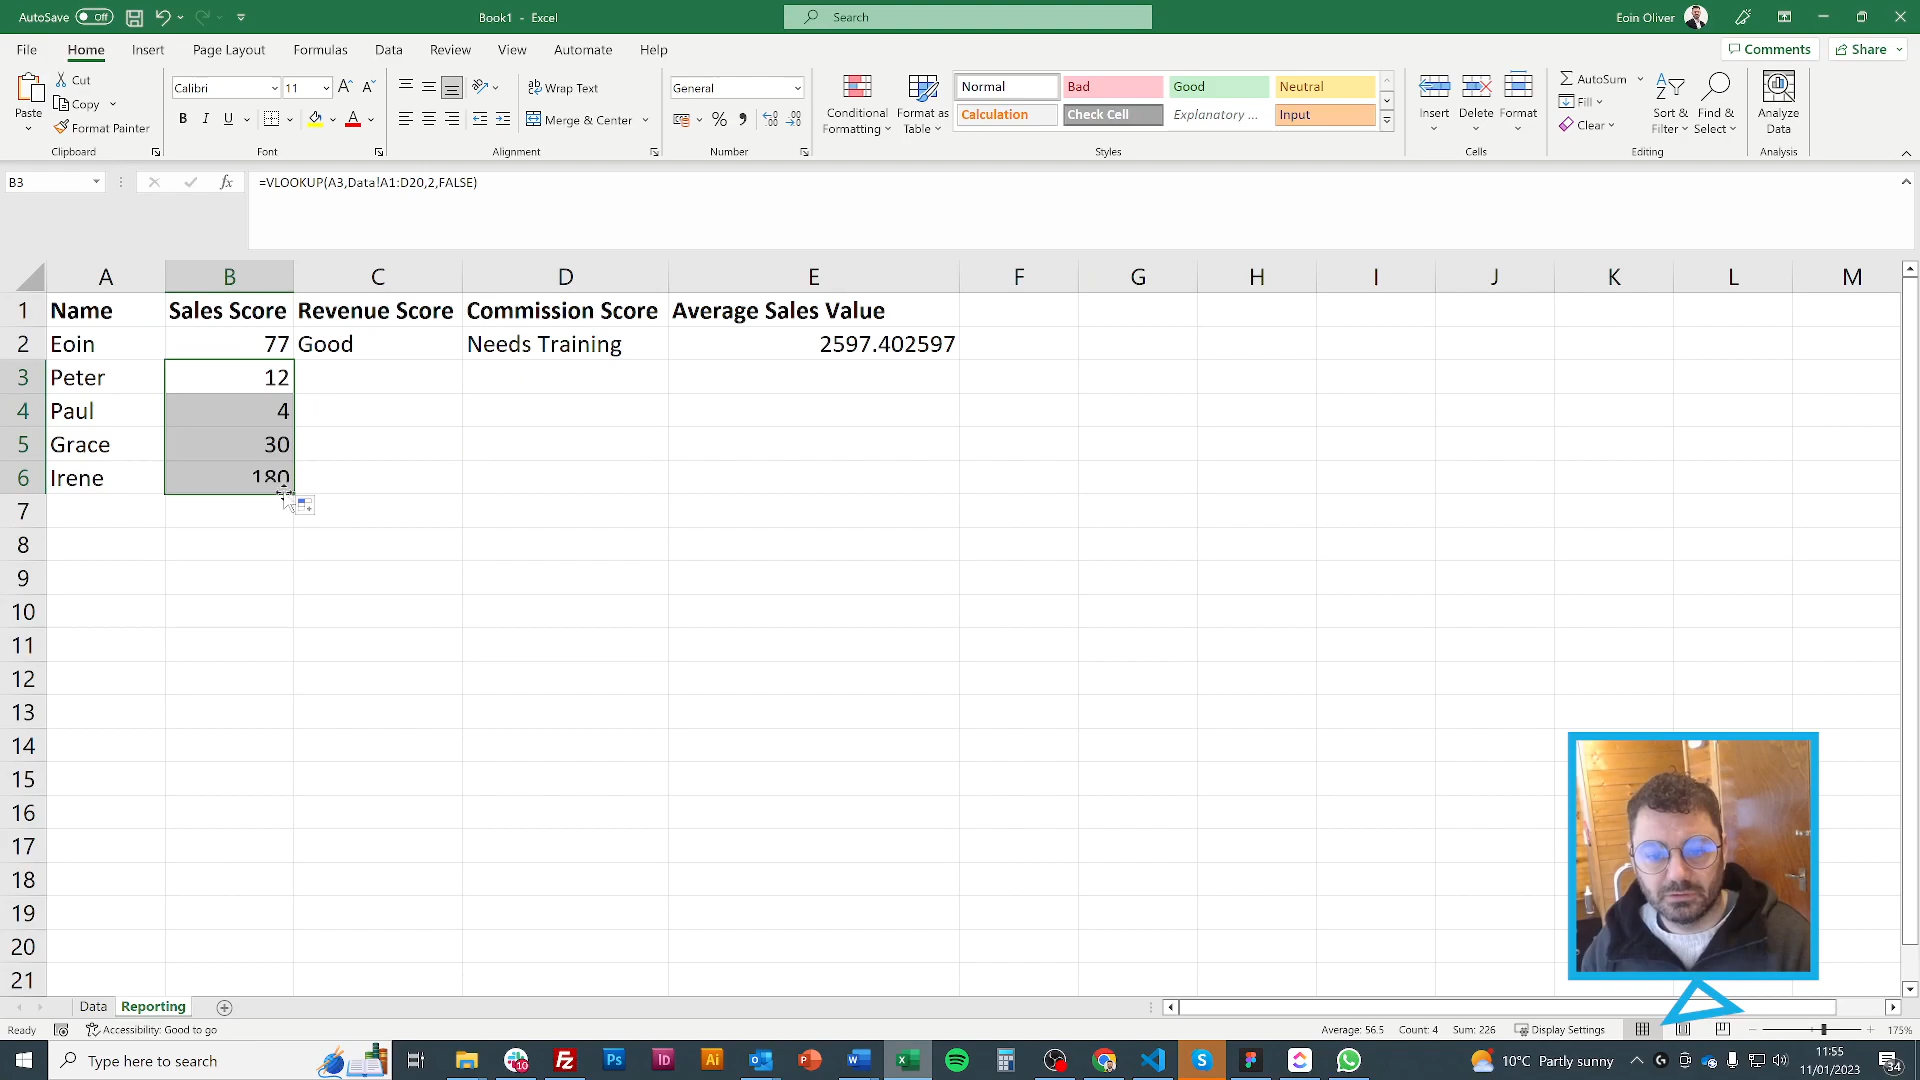 AutoSave Off Book1 - Excel Search Eoin Oliver
File Home Insert Page Layout Formulas Data Review View Automate Help Comments Share
Paste Cut Copy Format Painter Clipboard
Calibri 11 B I U Font
Wrap Text Merge & Center Alignment
General % Number
Conditional Formatting Format as Table
Normal Bad Good Neutral
Calculation Check Cell Explanatory ... Input
Styles
Insert Delete Format Cells
AutoSum Fill Clear Sort & Filter Find & Select Editing
Analyze Data Analysis
B3 fx =VLOOKUP(A3,Data!A1:D20,2,FALSE)
A B C D E F G H I J K L M
1 Name Sales Score Revenue Score Commission Score Average Sales Value
2 Eoin 77 Good Needs Training 2597.402597
3 Peter 12
4 Paul 4
5 Grace 30
6 Irene 180
7
8
9
10
11
12
13
14
15
16
17
18
19
20
21
Data Reporting
Ready Accessibility: Good to go Average: 56.5 Count: 4 Sum: 226 Display Settings 175%
Type here to search 10 Ps Id Ai 10°C Partly sunny 11:55
11/01/2023 34